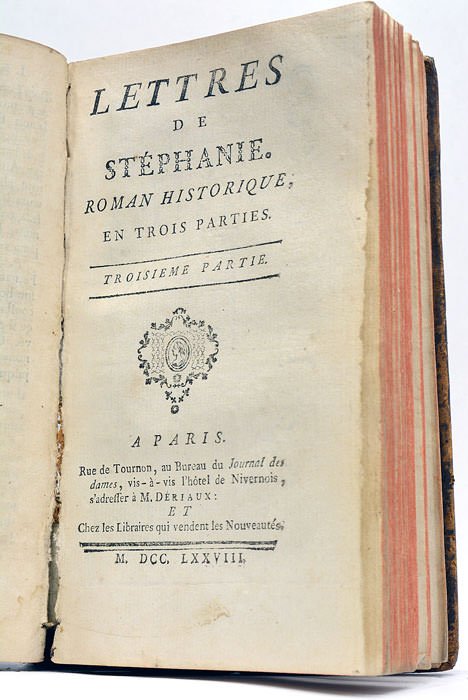 LETTRES
DE
STÉPHANIE.
ROMAN HISTORIQUE,
EN TROIS PARTIES.
TROISIEME PARTIE.
A PARIS.
Rue de Tournon, au Bureau du Journal des
dames, vis-à-vis l'hôtel de Nivernois,
s'adreſſer à M. DÉRIAUX:
ET
Chez les Libraires qui vendent les Nouveautés.
M. DCC. LXXVIII.